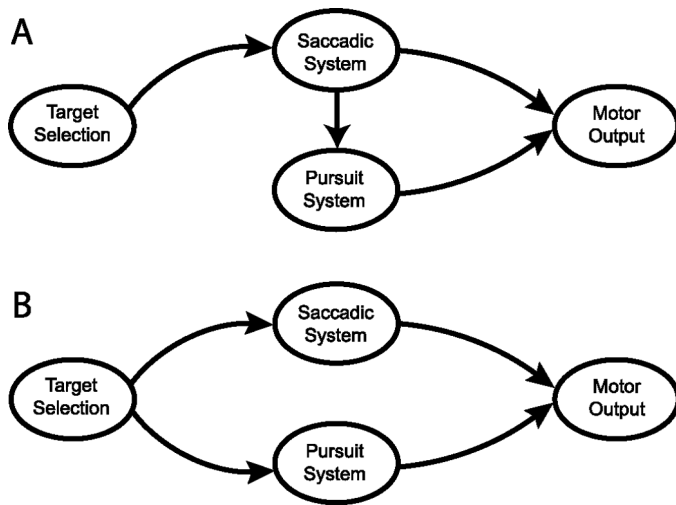 A
Saccadic
System
Target
Selection
Motor
Output
Pursuit
System
B
Saccadic
System
Target
Selection
Motor
Output
Pursuit
System